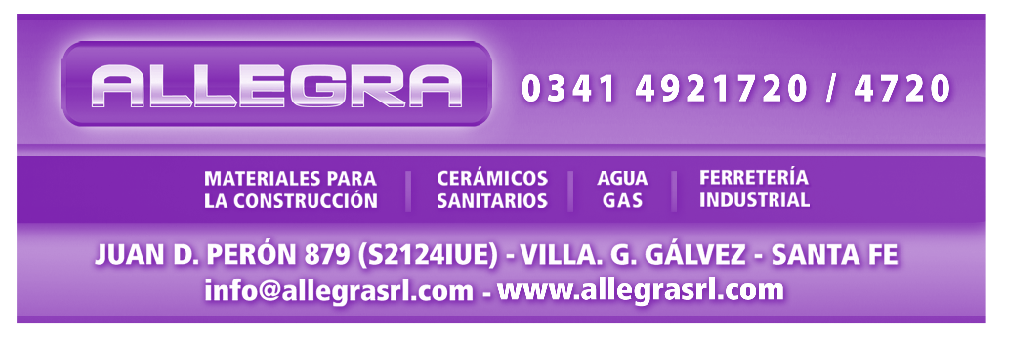 ALLEGRA
0341 4921720 / 4720
MATERIALES PARA
LA CONSTRUCCIÓN
CERÁMICOS
SANITARIOS
AGUA
GAS
FERRETERÍA
INDUSTRIAL
JUAN D. PERÓN 879 (S2124IUE) - VILLA. G. GÁLVEZ - SANTA FE
info@allegrasrl.com - www.allegrasrl.com